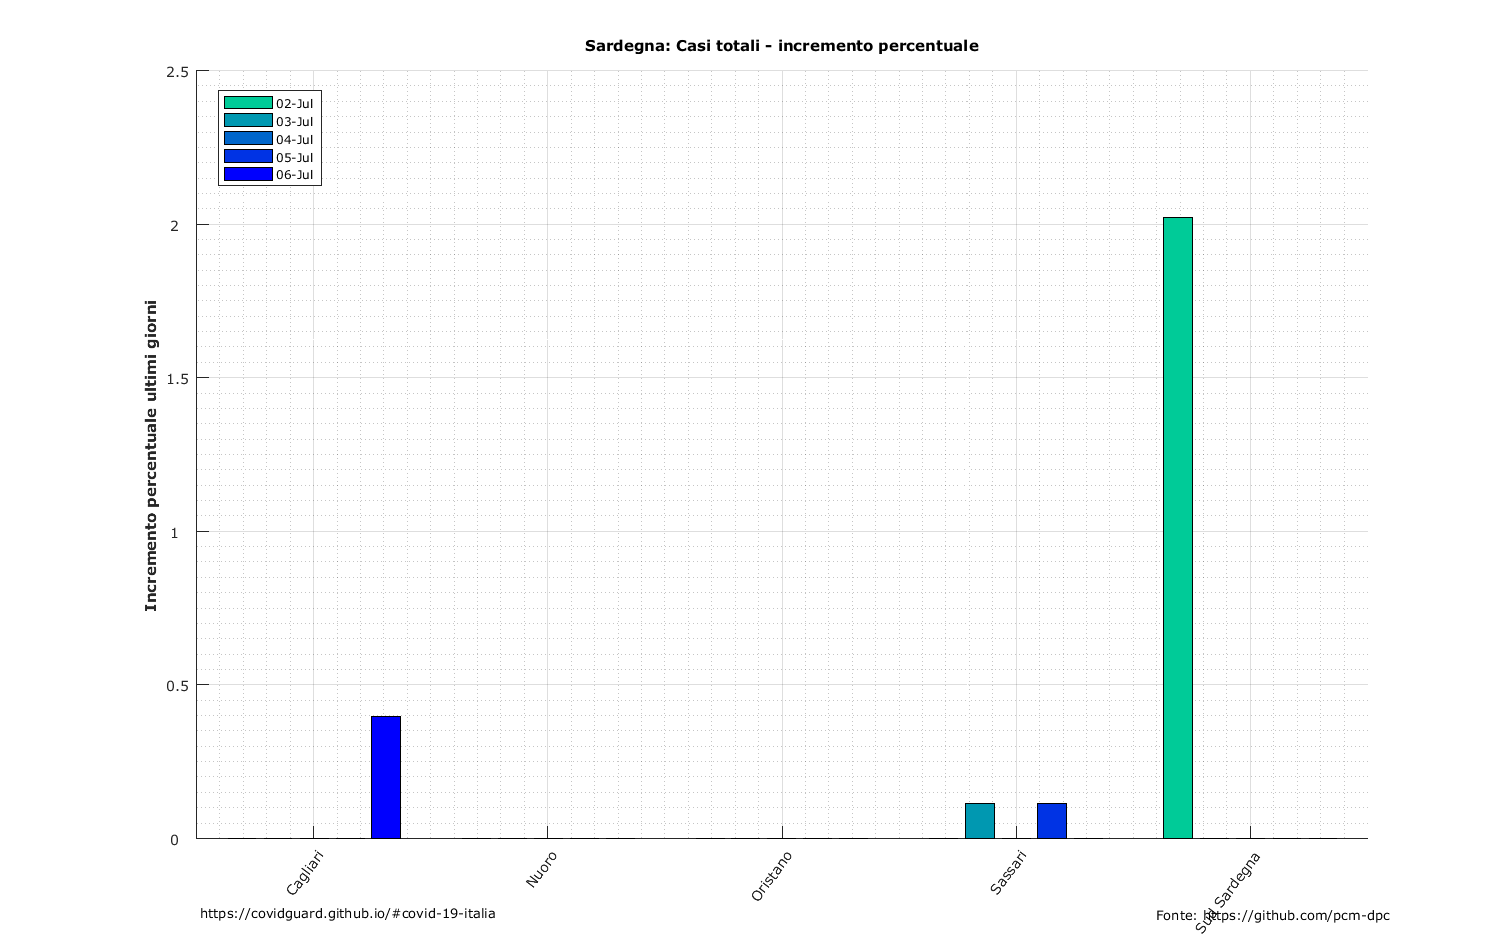 Sardegna: Casi totali - incremento percentuale
2.5
2
1.5
1
0.5
0
Incremento percentuale ultimi giorni
02-Jul
03-Jul
04-Jul
05-Jul
06-Jul
Cagliari
Nuoro
Oristano
Sassari
Sud Sardegna
https://covidguard.github.io/#covid-19-italia
Fonte: https://github.com/pcm-dpc